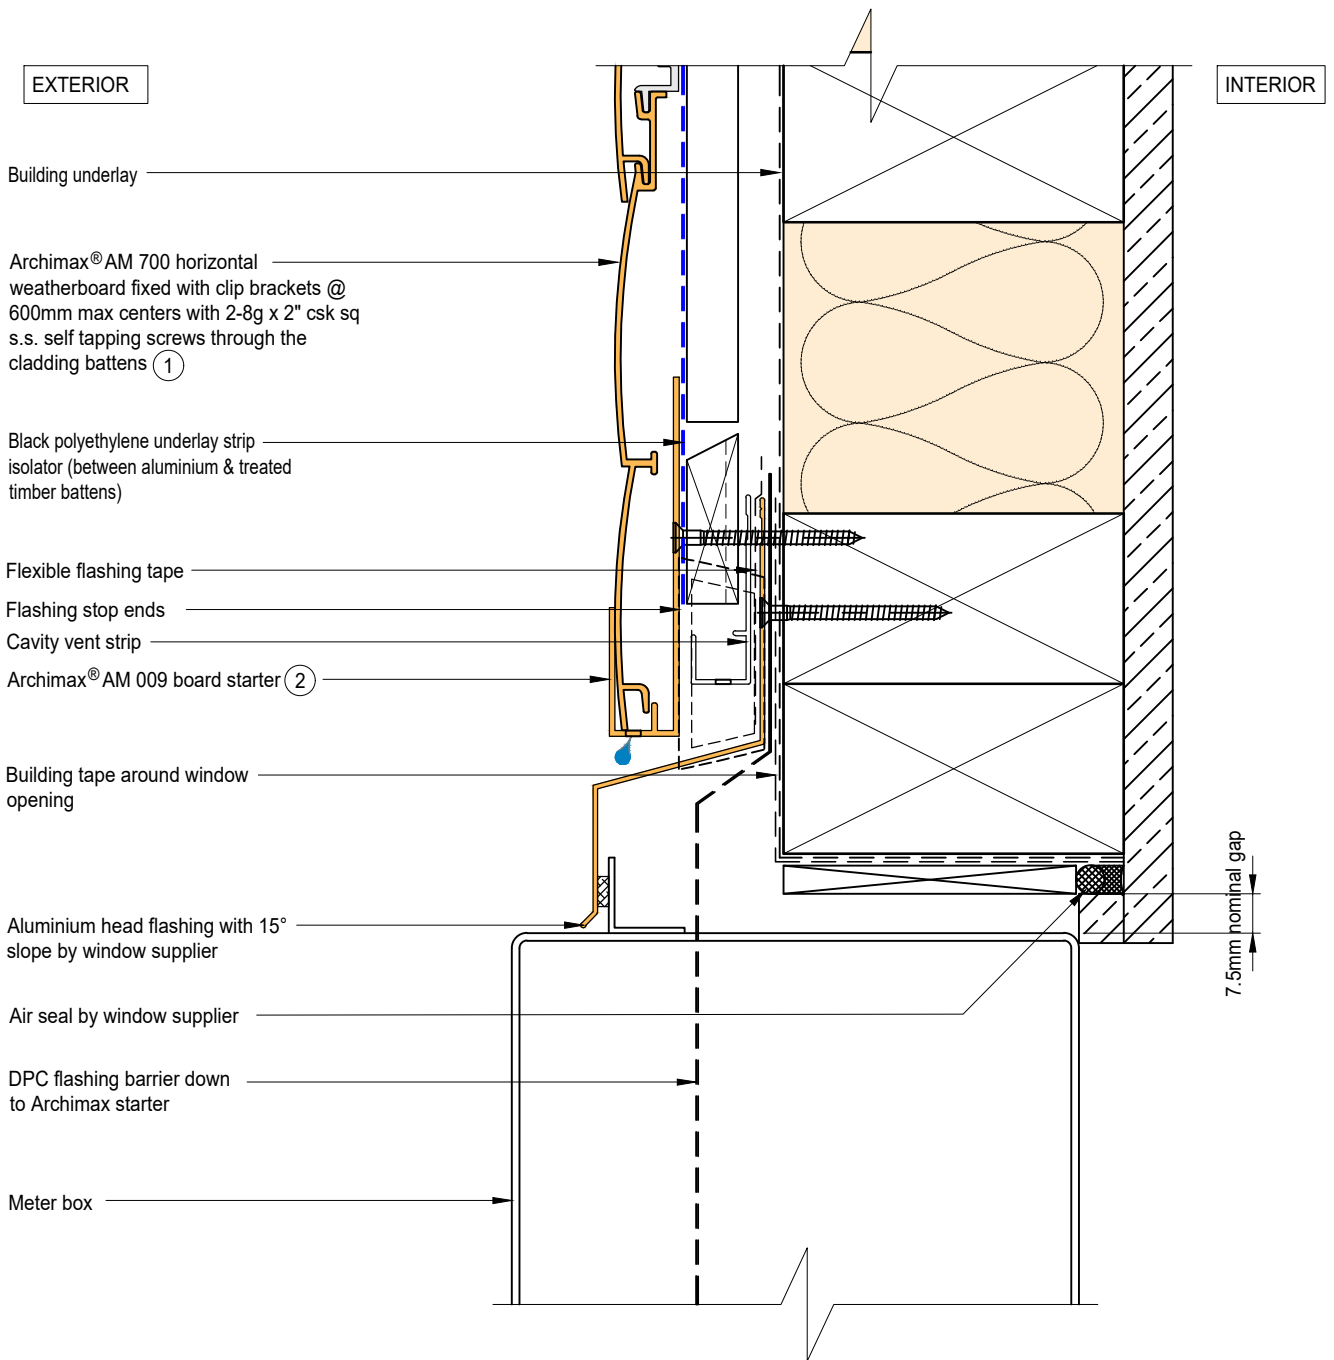 EXTERIOR
INTERIOR
Building underlay
Archimax® AM 700 horizontal
weatherboard fixed with clip brackets @
600mm max centers with 2-8g x 2" csk sq
s.s. self tapping screws through the
cladding battens 1
Black polyethylene underlay strip
isolator (between aluminium & treated
timber battens)
Flexible flashing tape
Flashing stop ends
Cavity vent strip
Archimax® AM 009 board starter 2
Building tape around window
opening
7.5mm nominal gap
Aluminium head flashing with 15°
slope by window supplier
Air seal by window supplier
DPC flashing barrier down
to Archimax starter
Meter box